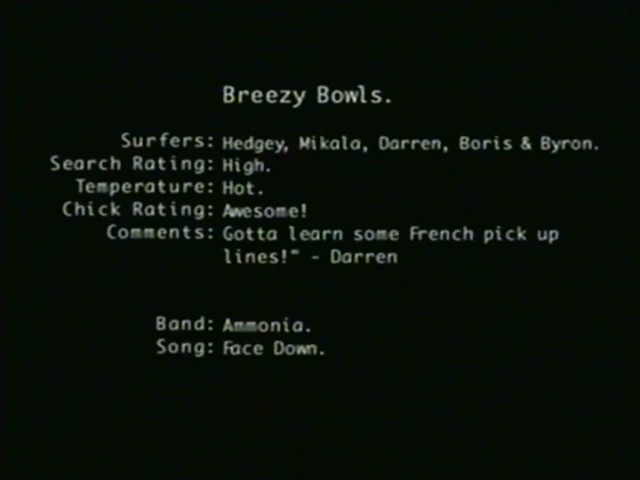 Breezy Bowls.
Surfers: Hedgey, Mikala, Darren, Boris & Byron.
Search Rating: High.
Temperature: Hot.
Chick Rating: Awesome!
Comments: Gotta learn some French pick up
lines!" - Darren
Band: Ammonia.
Song: Face Down.